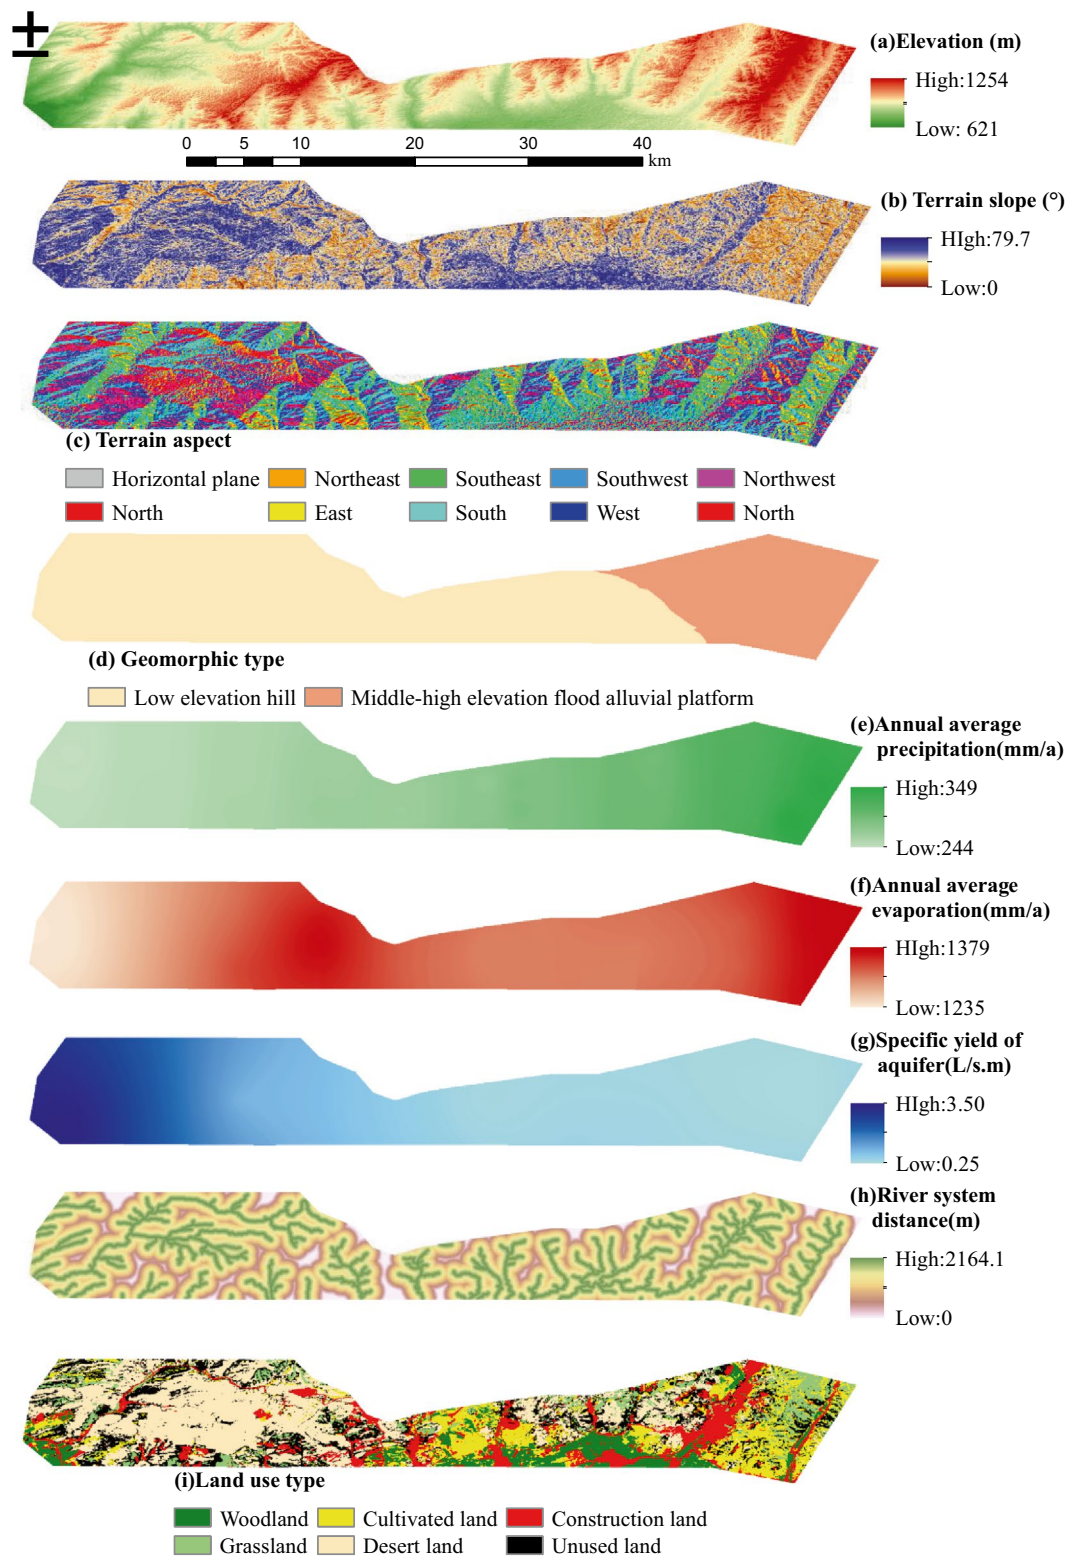 ±
(a)Elevation (m)
High:1254
Low: 621
0 5 10 20 30 40
km
(b) Terrain slope (°)
HIgh:79.7
Low:0
(c) Terrain aspect
Horizontal plane Northeast Southeast Southwest Northwest
North East South West North
(d) Geomorphic type
Low elevation hill Middle-high elevation flood alluvial platform
(e)Annual average
precipitation(mm/a)
High:349
Low:244
(f)Annual average
evaporation(mm/a)
HIgh:1379
Low:1235
(g)Specific yield of
aquifer(L/s.m)
HIgh:3.50
Low:0.25
(h)River system
distance(m)
High:2164.1
Low:0
(i)Land use type
Woodland Cultivated land Construction land
Grassland Desert land Unused land